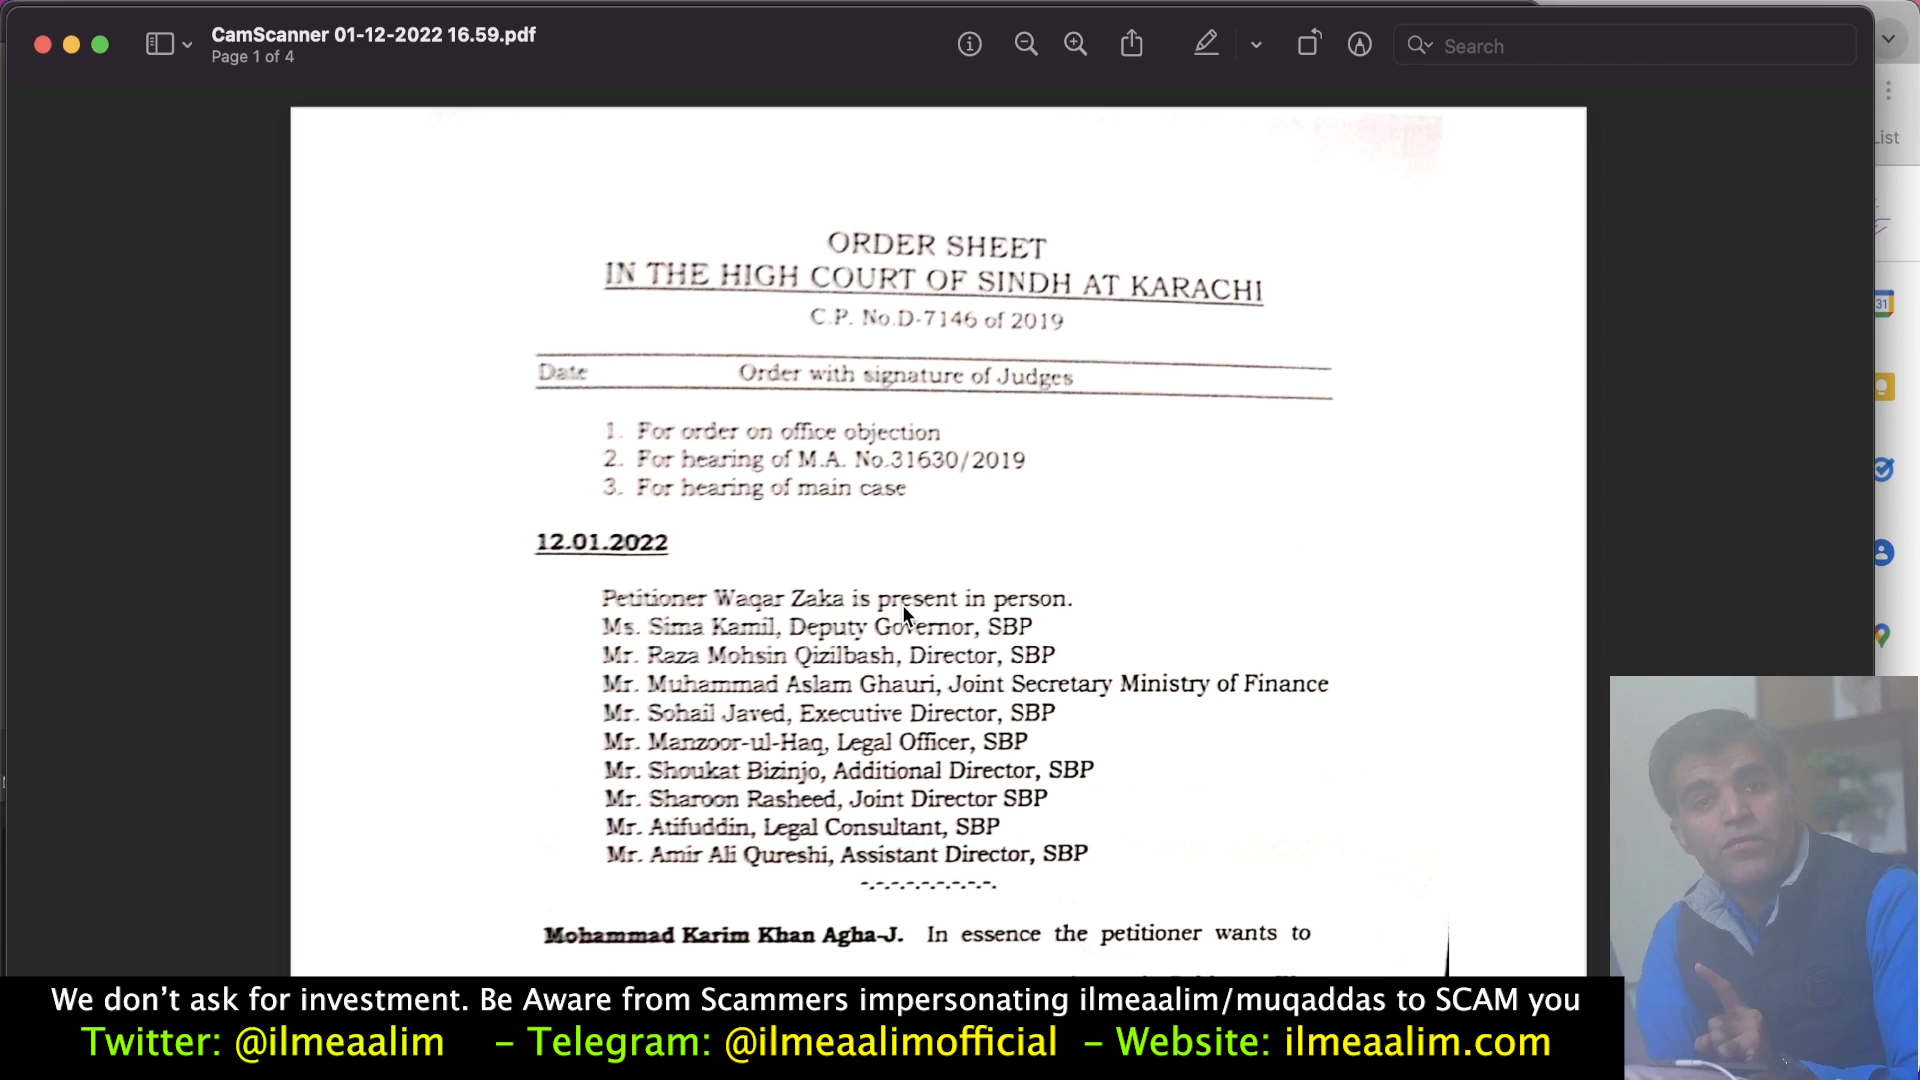 CamScanner 01-12-2022 16.59.pdf
Page 1 of 4
Search
List
31
ORDER SHEET
IN THE HIGH COURT OF SINDH AT KARACHI
C.P. No.D-7146 of 2019
Date Order with signature of Judges
1. For order on office objection
2. For hearing of M.A. No.31630/2019
3. For hearing of main case
12.01.2022
Petitioner Waqar Zaka is present in person.
Ms. Sima Kamil, Deputy Governor, SBP
Mr. Raza Mohsin Qizilbash, Director, SBP
Mr. Muhammad Aslam Ghauri, Joint Secretary Ministry of Finance
Mr. Sohail Javed, Executive Director, SBP
Mr. Manzoor-ul-Haq, Legal Officer, SBP
Mr. Shoukat Bizinjo, Additional Director, SBP
Mr. Sharoon Rasheed, Joint Director SBP
Mr. Atifuddin, Legal Consultant, SBP
Mr. Amir Ali Qureshi, Assistant Director, SBP
-.-.-.-.-.-.-.-.-.
Mohammad Karim Khan Agha-J. In essence the petitioner wants to
We don't ask for investment. Be Aware from Scammers impersonating ilmeaalim/muqaddas to SCAM you
Twitter: @ilmeaalim – Telegram: @ilmeaalimofficial – Website: ilmeaalim.com